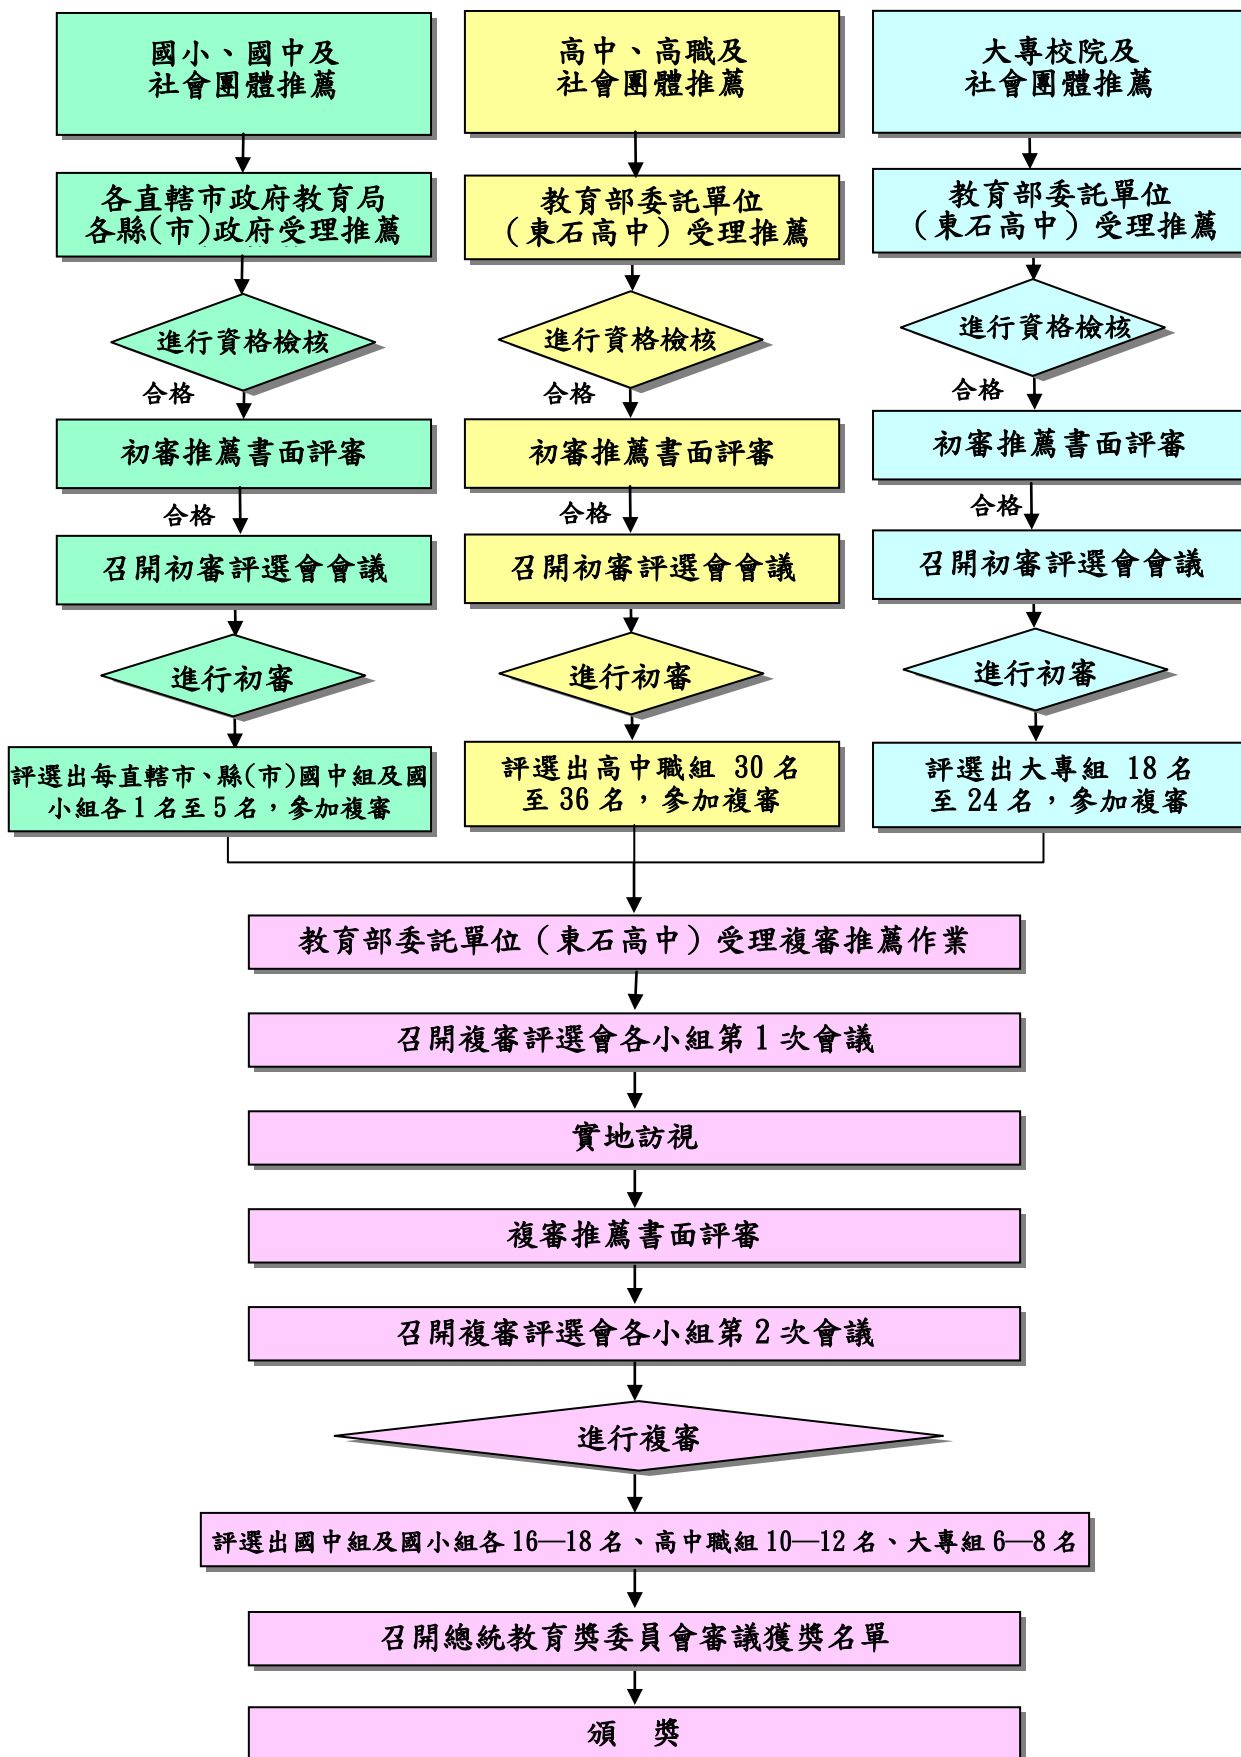 國小、國中及
社會團體推薦
各直轄市政府教育局
各縣(市)政府受理推薦
進行資格檢核
合格
初審推薦書面評審
合格
召開初審評選會會議
進行初審
評選出每直轄市、縣(市)國中組及國
小組各 1 名至 5 名，參加複審
高中、高職及
社會團體推薦
教育部委託單位
（東石高中）受理推薦
進行資格檢核
合格
初審推薦書面評審
合格
召開初審評選會會議
進行初審
評選出高中職組 30 名
至 36 名，參加複審
大專校院及
社會團體推薦
教育部委託單位
（東石高中）受理推薦
進行資格檢核
合格
初審推薦書面評審
合格
召開初審評選會會議
進行初審
評選出大專組 18 名
至 24 名，參加複審
教育部委託單位（東石高中）受理複審推薦作業
召開複審評選會各小組第 1 次會議
實地訪視
複審推薦書面評審
召開複審評選會各小組第 2 次會議
進行複審
評選出國中組及國小組各 16—18 名、高中職組 10—12 名、大專組 6—8 名
召開總統教育獎委員會審議獲獎名單
頒　獎